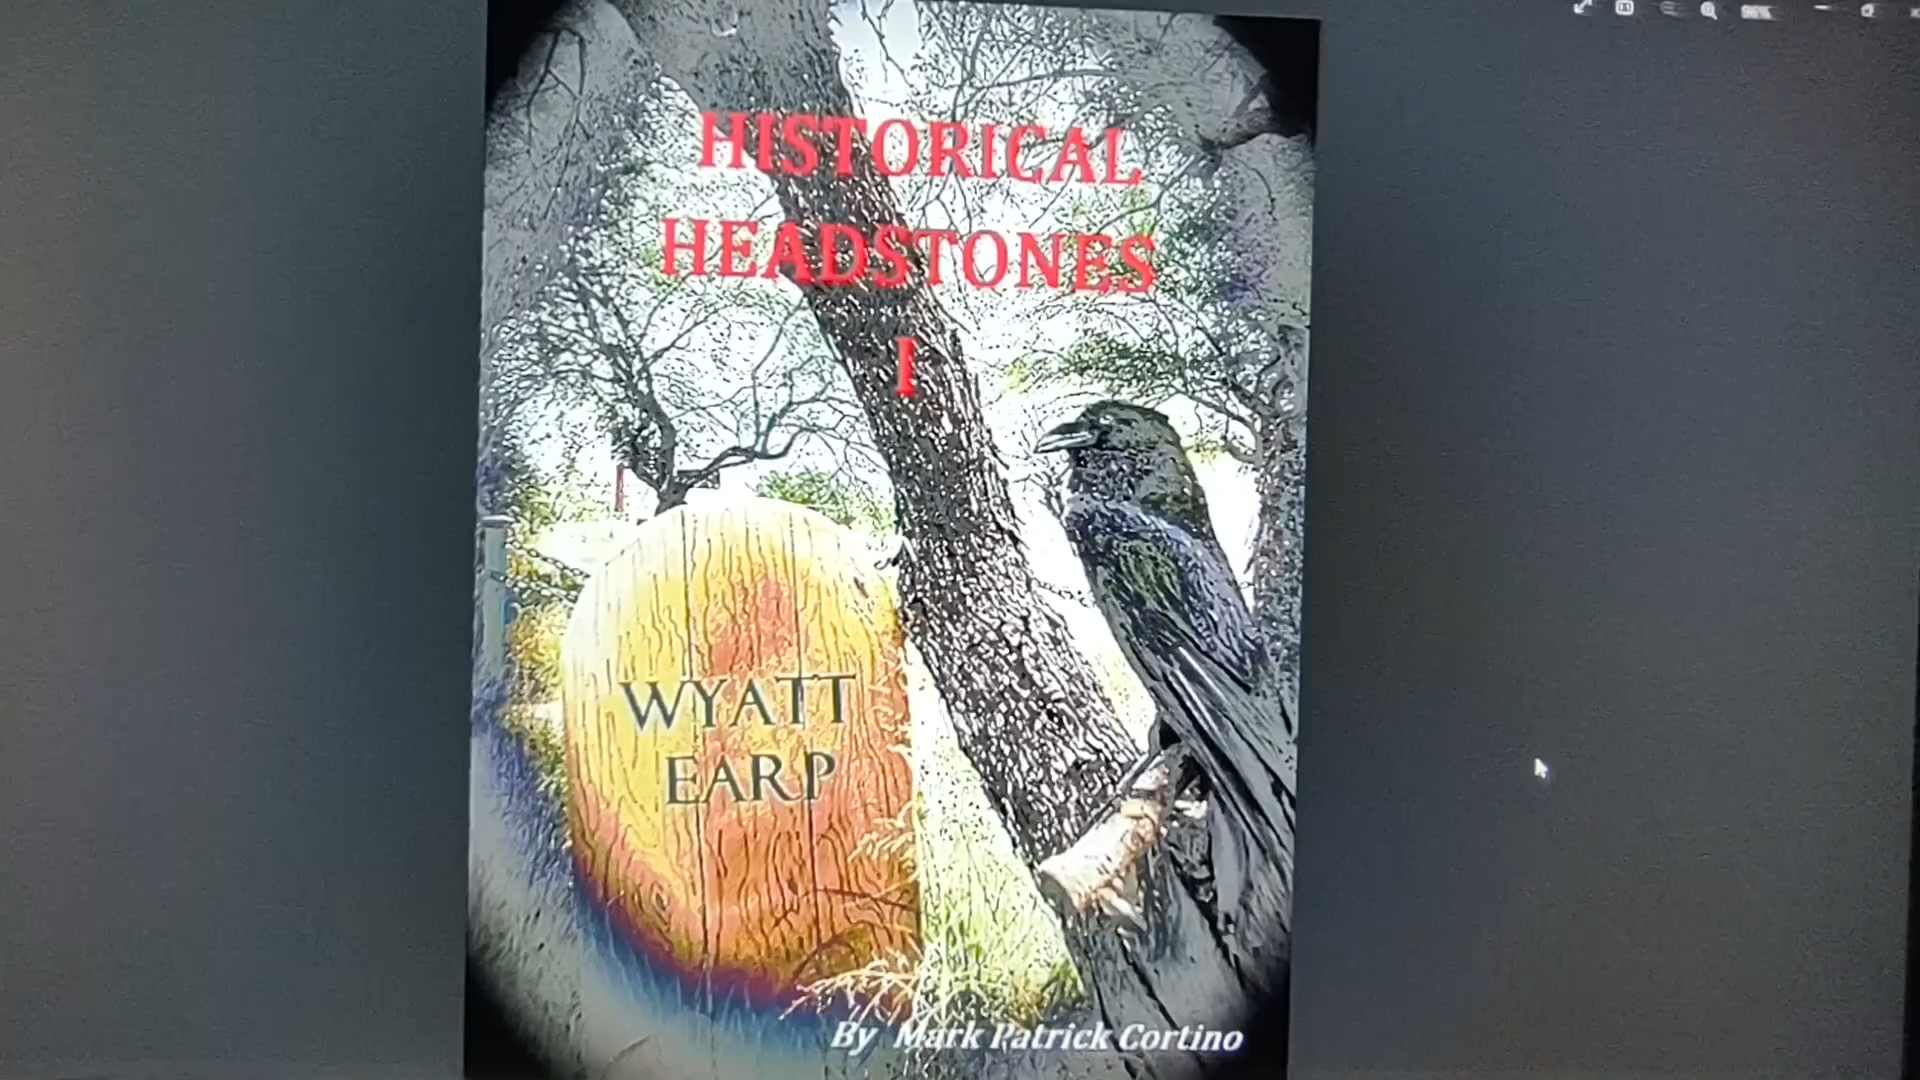 HISTORICAL
HEADSTONES
I
WYATT
EARP
By Mark Patrick Cortino